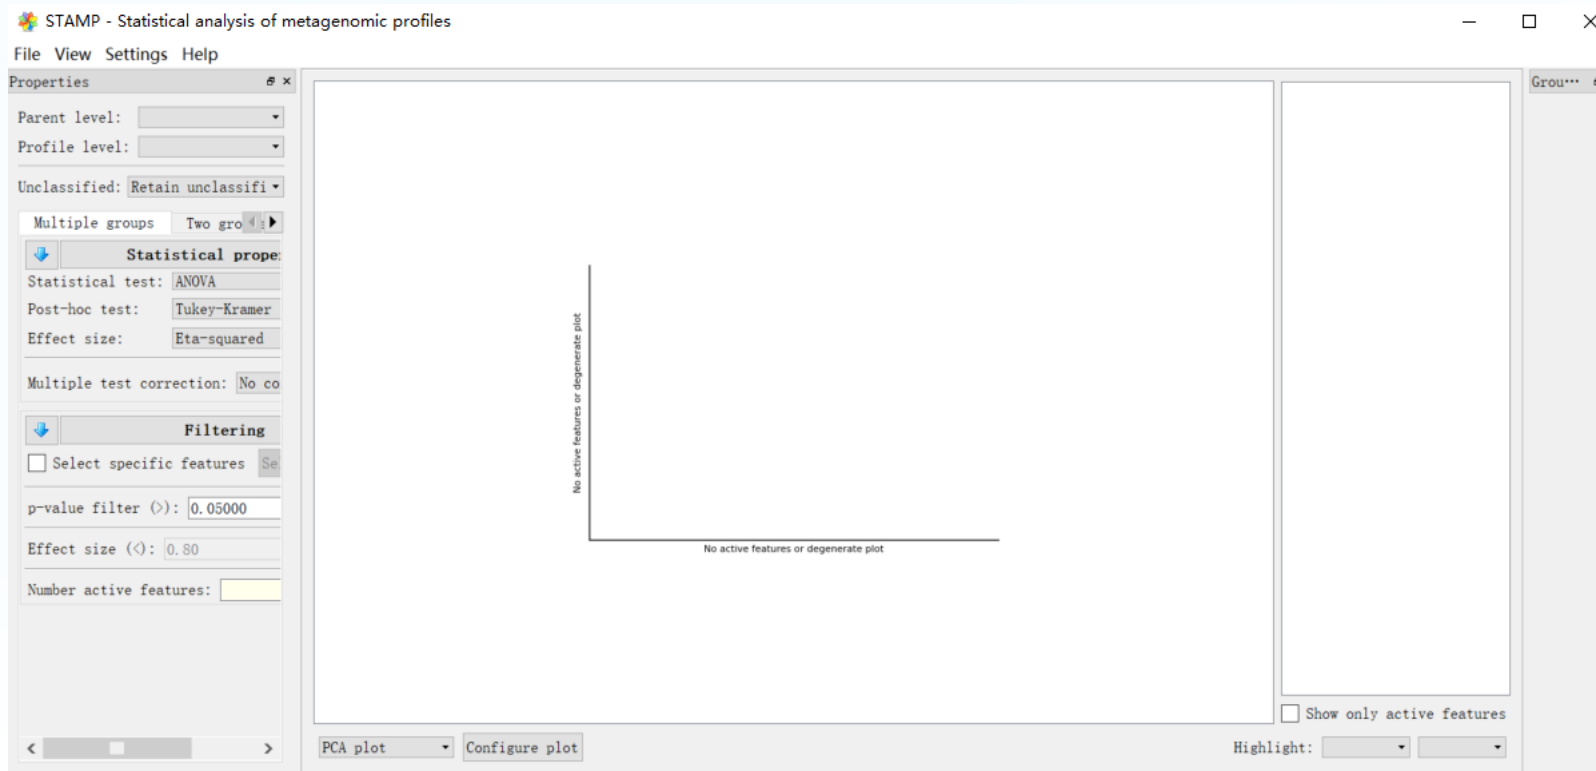 STAMP - Statistical analysis of metagenomic profiles
File View Settings Help
Properties
Parent level:
Profile level:
Unclassified: Retain unclassifi
Multiple groups Two gro
Statistical prope
Statistical test: ANOVA
Post-hoc test: Tukey-Kramer
Effect size: Eta-squared
Multiple test correction: No co
Filtering
Select specific features Se
p-value filter (>): 0.05000
Effect size (<): 0.80
Number active features:
No active features or degenerate plot
No active features or degenerate plot
PCA plot Configure plot
Show only active features
Highlight:
Grou...